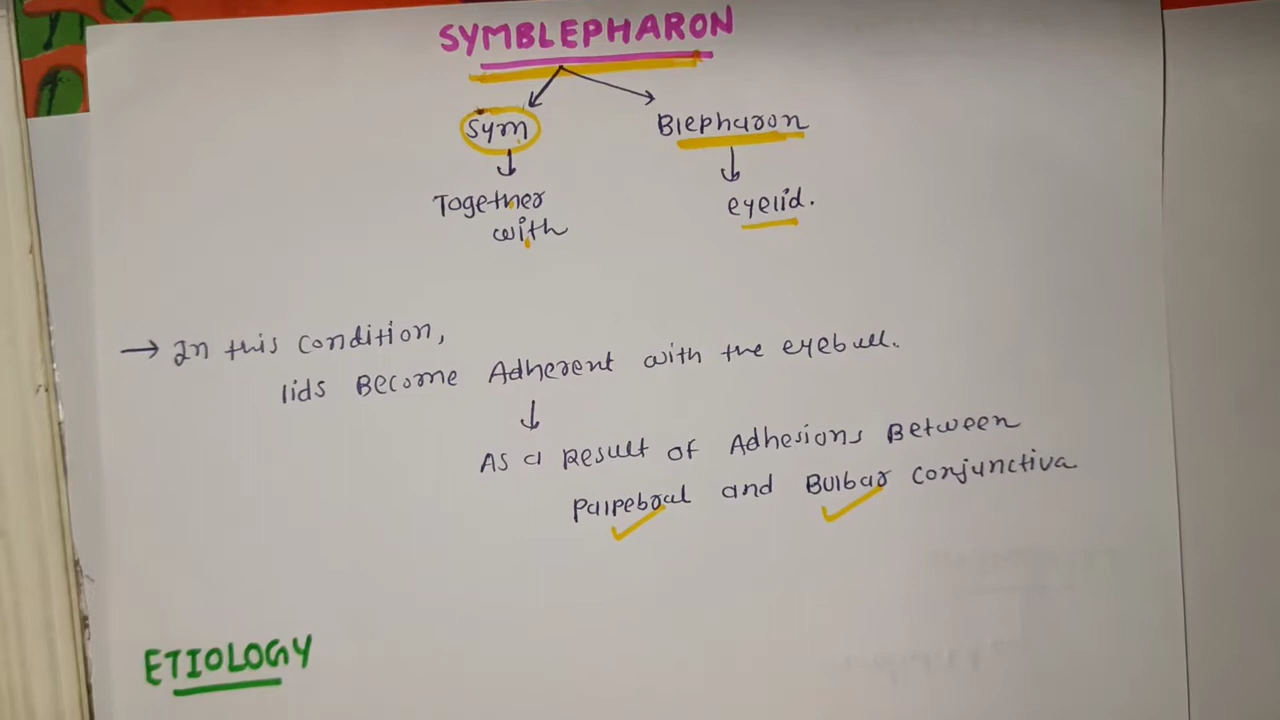 SYMBLEPHARON
Sym Blepharon
Together eyelid.
with
→ In this condition,
lids Become Adherent with the eyeball.
As a Result of Adhesions Between
Palpebral and Bulbar conjunctiva
ETIOLOGY